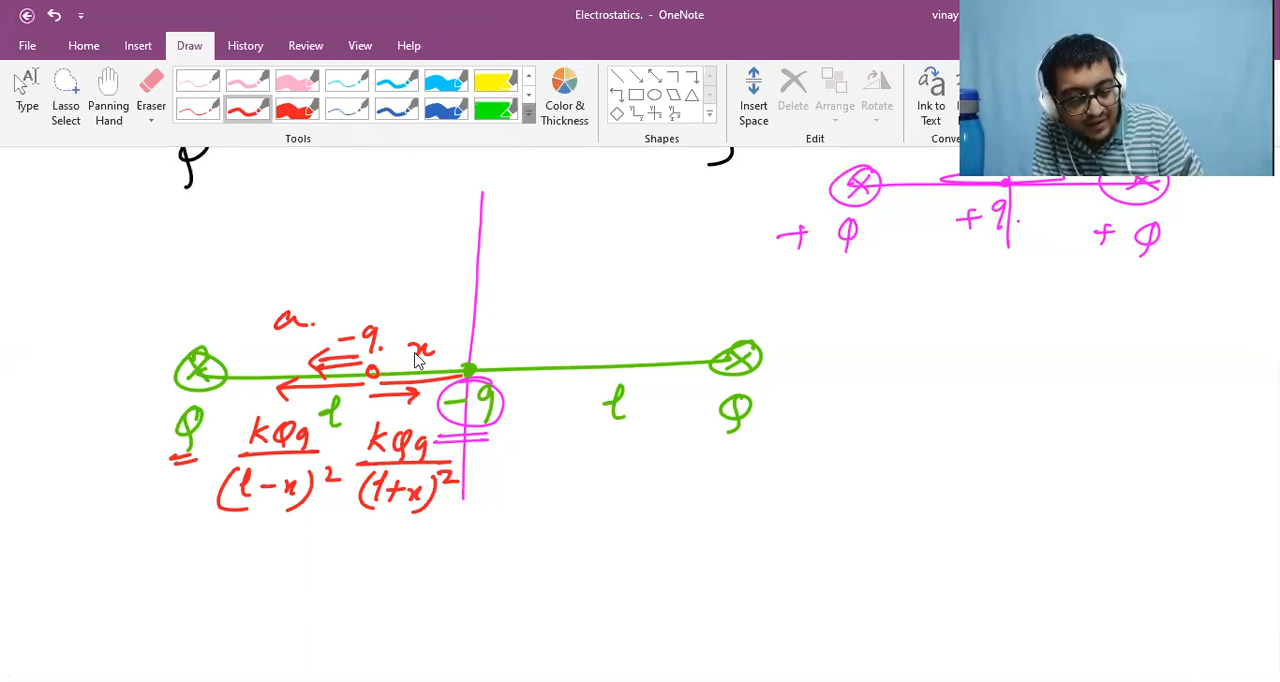 Electrostatics. - OneNote
vinay
File Home Insert Draw History Review View Help
Type
Lasso Select
Panning Hand
Eraser
Color & Thickness
Insert Space
Delete
Arrange
Rotate
Ink to Text
Tools
Shapes
Edit
+ Q
+ q.
+ Q
a.
-q.
x
l
-q
l
Q
Q
kQq
(l-x)²
kQq
(l+x)²